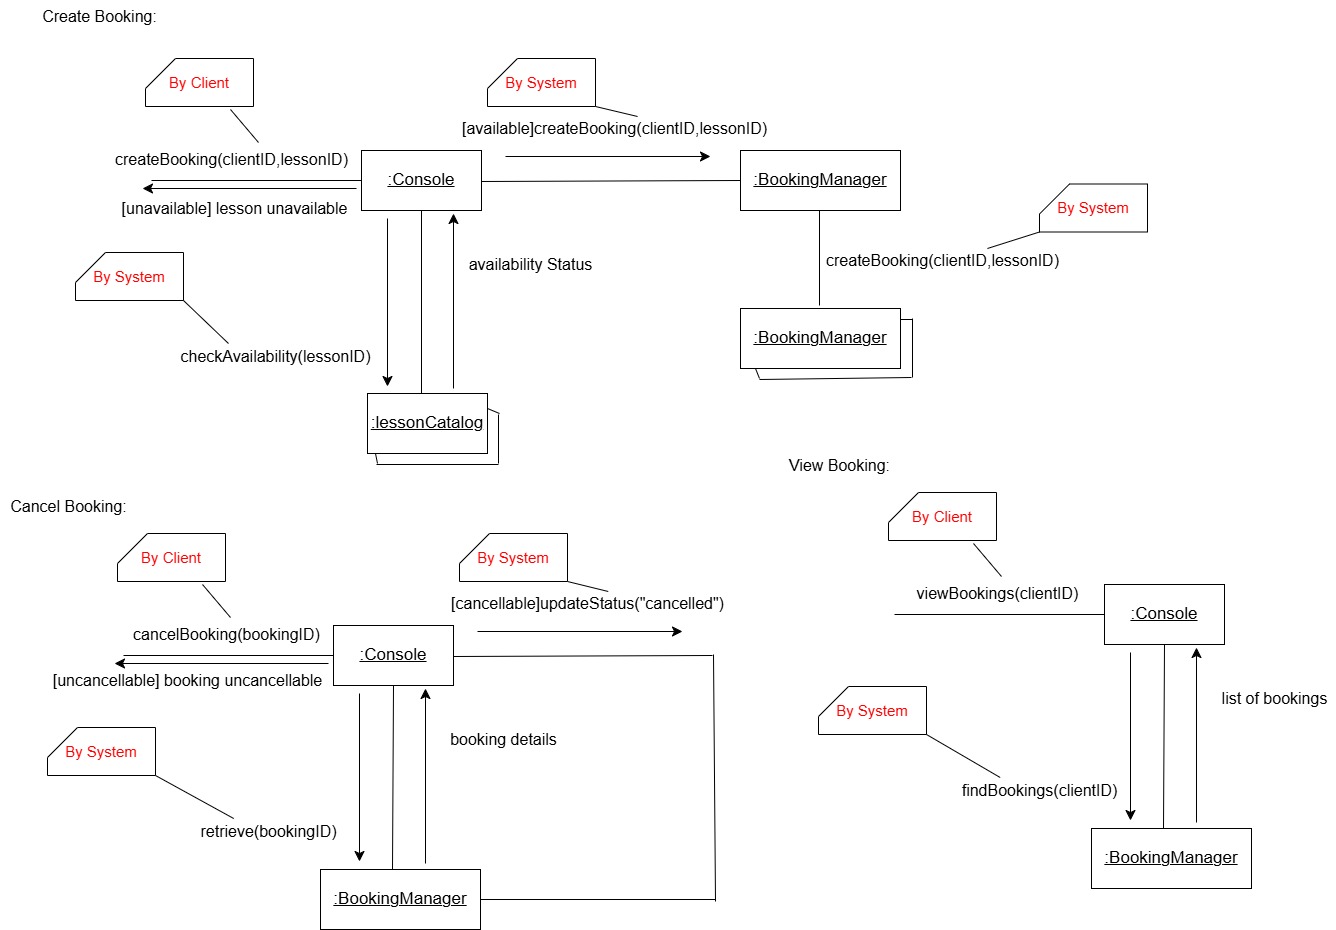 Create Booking:
By Client
By System
[available]createBooking(clientID,lessonID)
createBooking(clientID,lessonID)
:Console
:BookingManager
[unavailable] lesson unavailable
By System
createBooking(clientID,lessonID)
By System
availability Status
checkAvailability(lessonID)
:BookingManager
:lessonCatalog
Cancel Booking:
By Client
By System
[cancellable]updateStatus("cancelled")
cancelBooking(bookingID)
:Console
[uncancellable] booking uncancellable
By System
booking details
retrieve(bookingID)
:BookingManager
View Booking:
By Client
viewBookings(clientID)
:Console
By System
list of bookings
findBookings(clientID)
:BookingManager